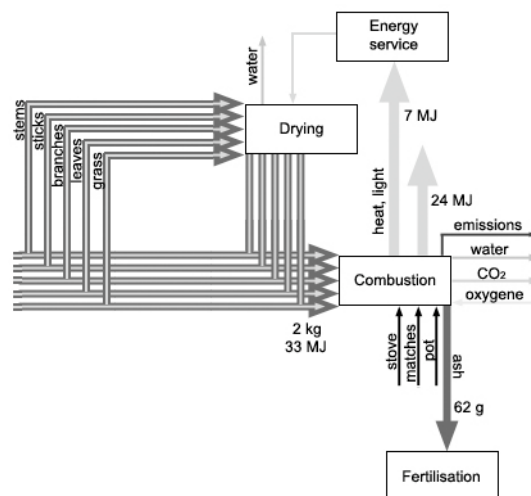 Energy
service
water
stems
sticks
branches
leaves
grass
Drying
7 MJ
heat, light
24 MJ
emissions
water
CO₂
oxygene
Combustion
2 kg
33 MJ
stove
matches
pot
ash
62 g
Fertilisation